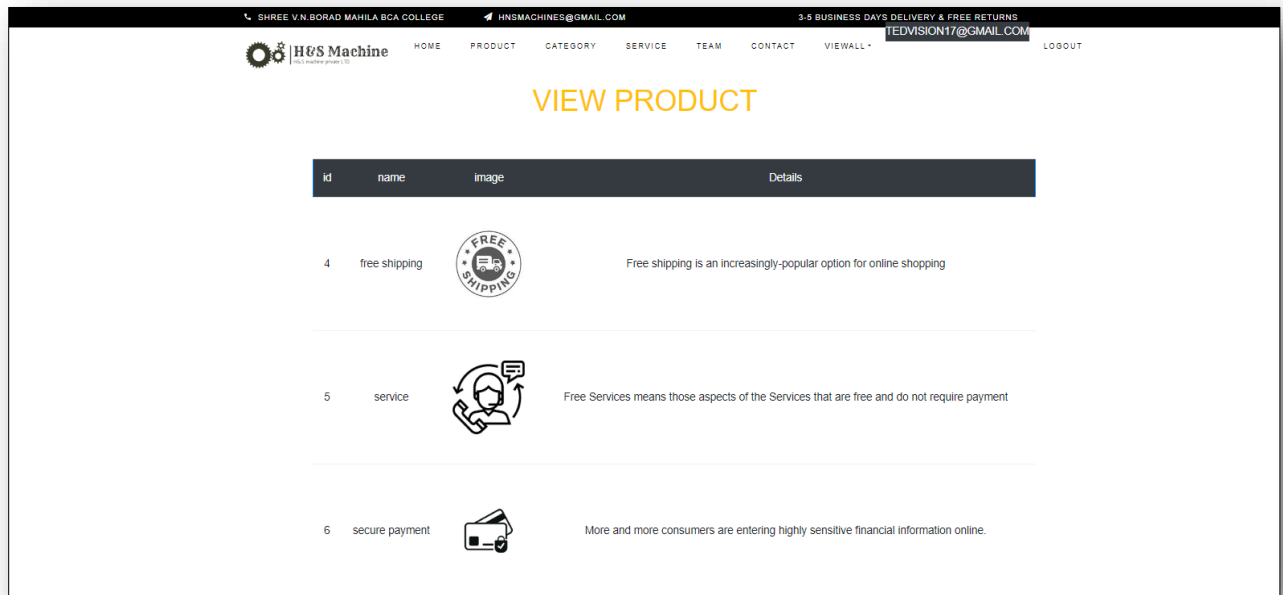 SHREE V.N.BORAD MAHILA BCA COLLEGE HNSMACHINES@GMAIL.COM 3-5 BUSINESS DAYS DELIVERY & FREE RETURNS
TEDVISION17@GMAIL.COM
H&S Machine HOME PRODUCT CATEGORY SERVICE TEAM CONTACT VIEWALL LOGOUT
H&S machine private LTD
VIEW PRODUCT
id name image Details
4 free shipping FREE SHIPPING Free shipping is an increasingly-popular option for online shopping
5 service Free Services means those aspects of the Services that are free and do not require payment
6 secure payment More and more consumers are entering highly sensitive financial information online.